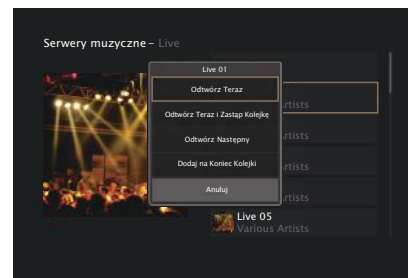 Serwery muzyczne – Live
Live 01
Odtwórz Teraz
Artists
Odtwórz Teraz i Zastąp Kolejkę
Artists
Odtwórz Następny
Artists
Dodaj na Koniec Kolejki
Anuluj
Artists
Live 05
Various Artists